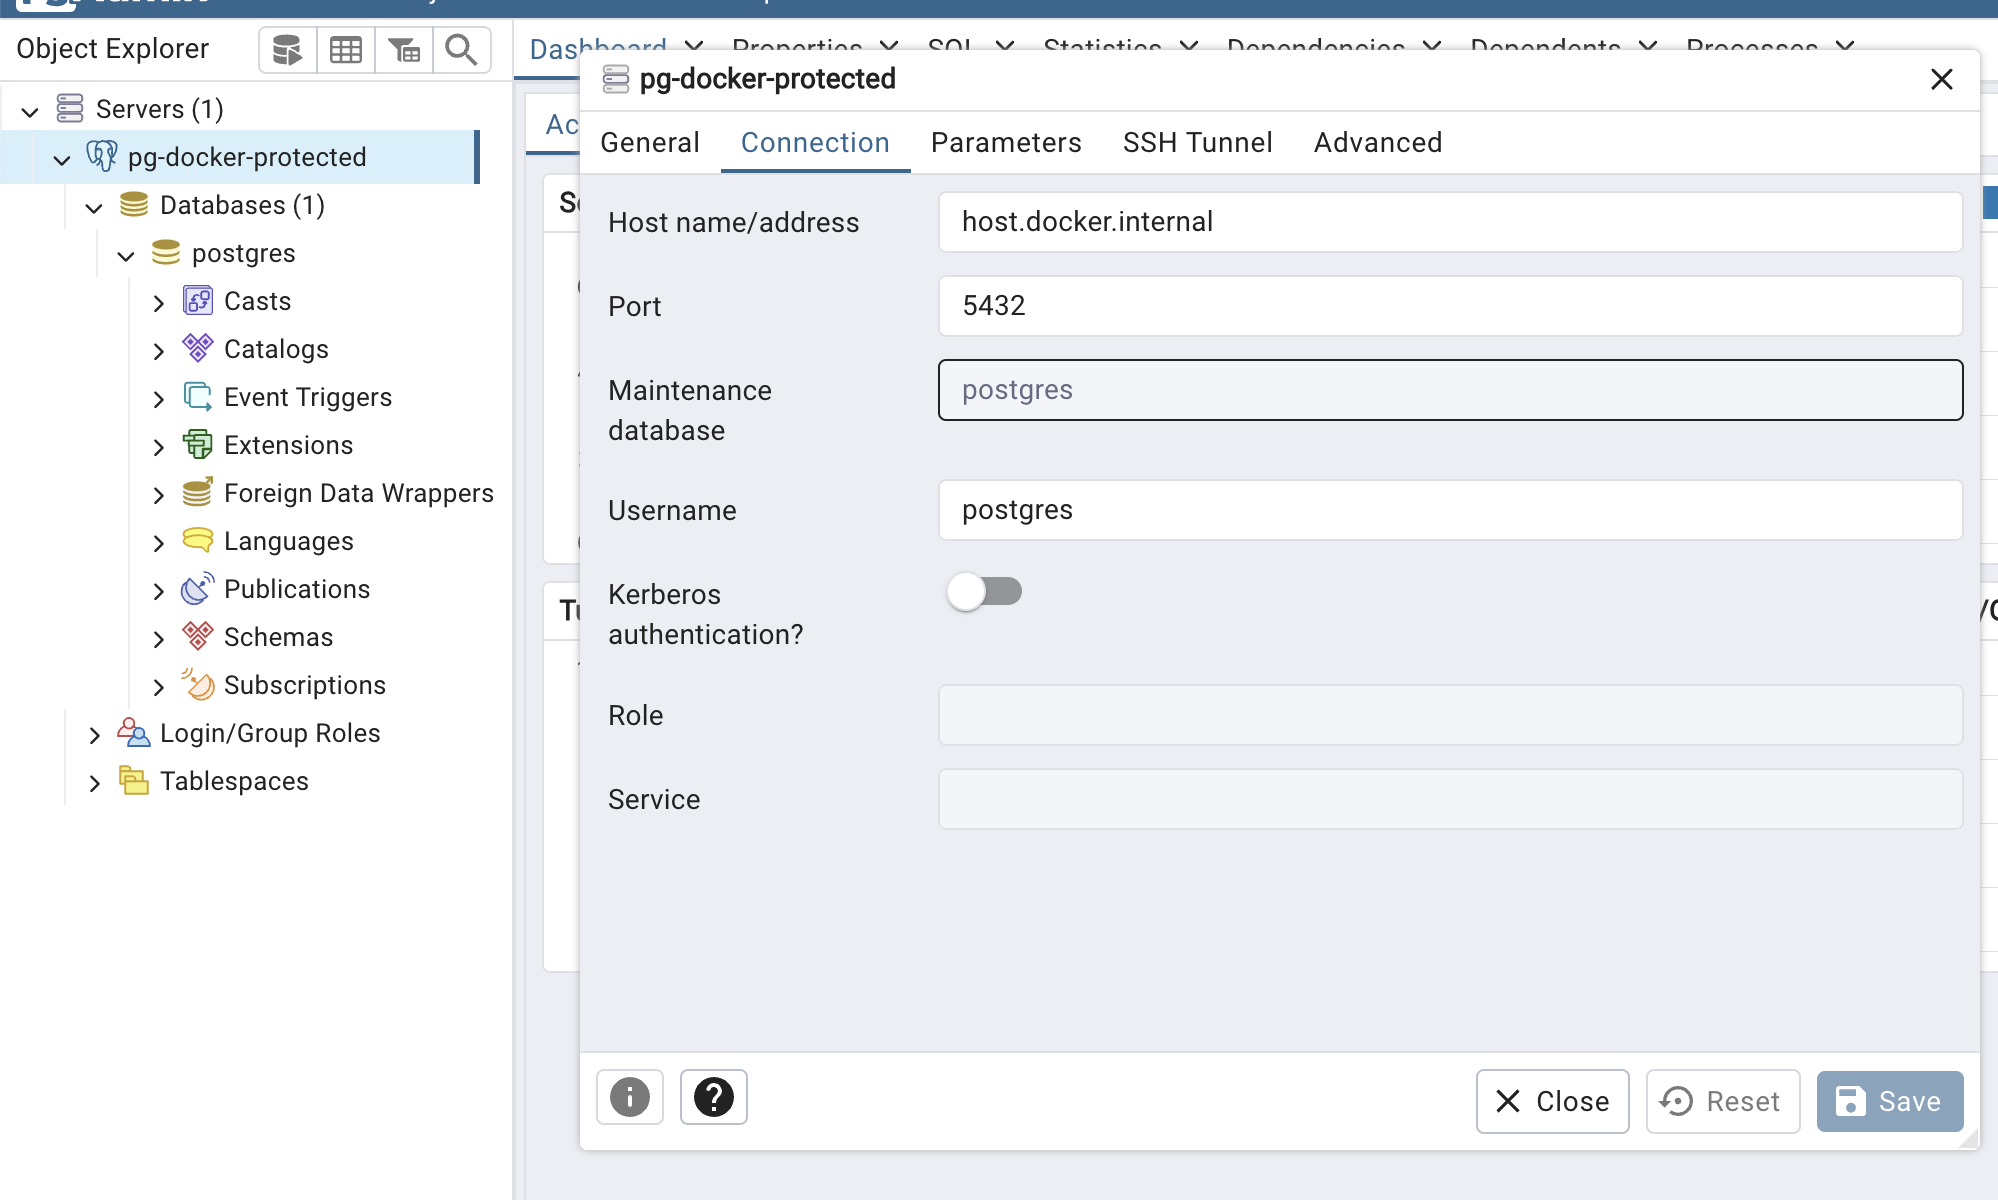 Object Explorer
Dashboard Properties SQL Statistics Dependencies Dependents Processes
Servers (1)
pg-docker-protected
Databases (1)
postgres
Casts
Catalogs
Event Triggers
Extensions
Foreign Data Wrappers
Languages
Publications
Schemas
Subscriptions
Login/Group Roles
Tablespaces
pg-docker-protected
General Connection Parameters SSH Tunnel Advanced
Host name/address host.docker.internal
Port 5432
Maintenance database postgres
Username postgres
Kerberos authentication?
Role
Service
Close Reset Save